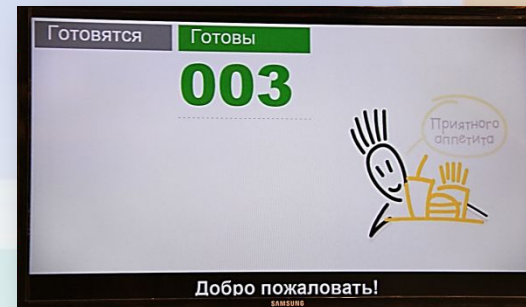 Готовятся
Готовы
003
Приятного
аппетита
Добро пожаловать!
SAMSUNG